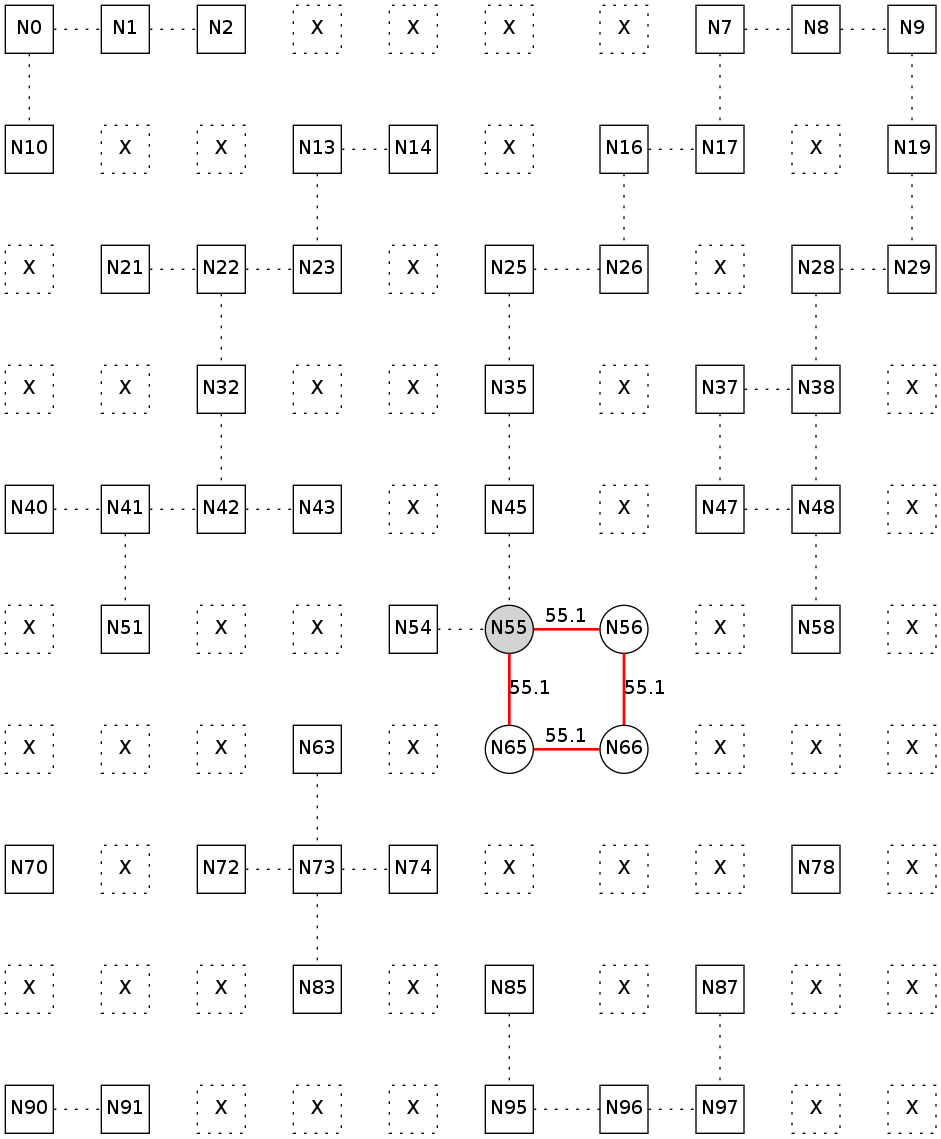 N0 N1 N2 X X X X N7 N8 N9
N10 X X N13 N14 X N16 N17 X N19
X N21 N22 N23 X N25 N26 X N28 N29
X X N32 X X N35 X N37 N38 X
N40 N41 N42 N43 X N45 X N47 N48 X
55.1
X N51 X X N54 N55 N56 X N58 X
55.1 55.1
55.1
X X X N63 X N65 N66 X X X
N70 X N72 N73 N74 X X X N78 X
X X X N83 X N85 X N87 X X
N90 N91 X X X N95 N96 N97 X X